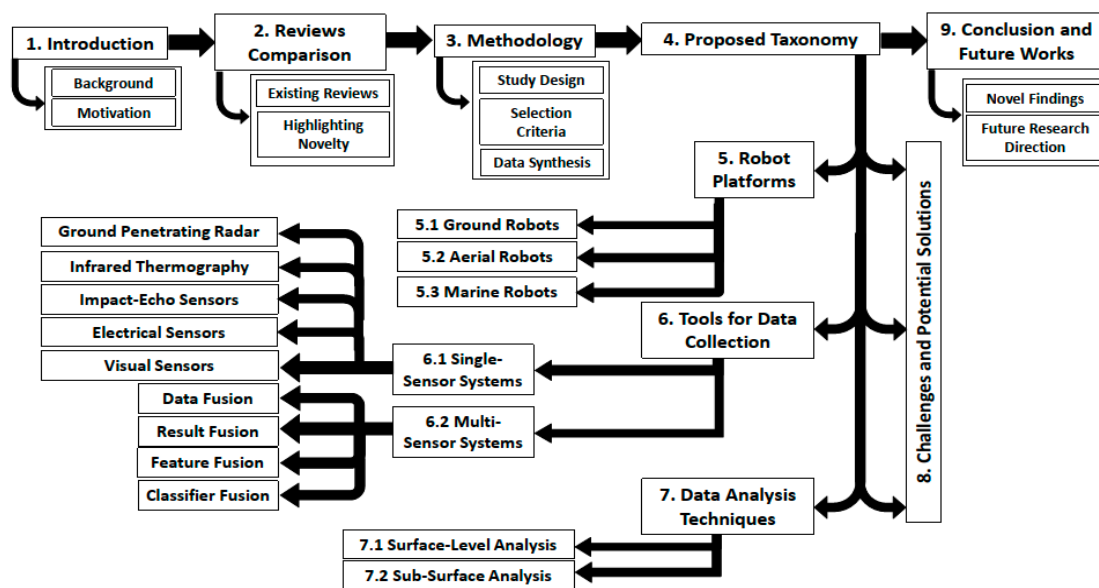 1. Introduction
Background
Motivation
2. Reviews
Comparison
Existing Reviews
Highlighting
Novelty
3. Methodology
Study Design
Selection
Criteria
Data Synthesis
4. Proposed Taxonomy
9. Conclusion and
Future Works
Novel Findings
Future Research
Direction
5. Robot
Platforms
5.1 Ground Robots
5.2 Aerial Robots
5.3 Marine Robots
6. Tools for Data
Collection
6.1 Single-
Sensor Systems
Ground Penetrating Radar
Infrared Thermography
Impact-Echo Sensors
Electrical Sensors
Visual Sensors
6.2 Multi-
Sensor Systems
Data Fusion
Result Fusion
Feature Fusion
Classifier Fusion
7. Data Analysis
Techniques
7.1 Surface-Level Analysis
7.2 Sub-Surface Analysis
8. Challenges and Potential Solutions